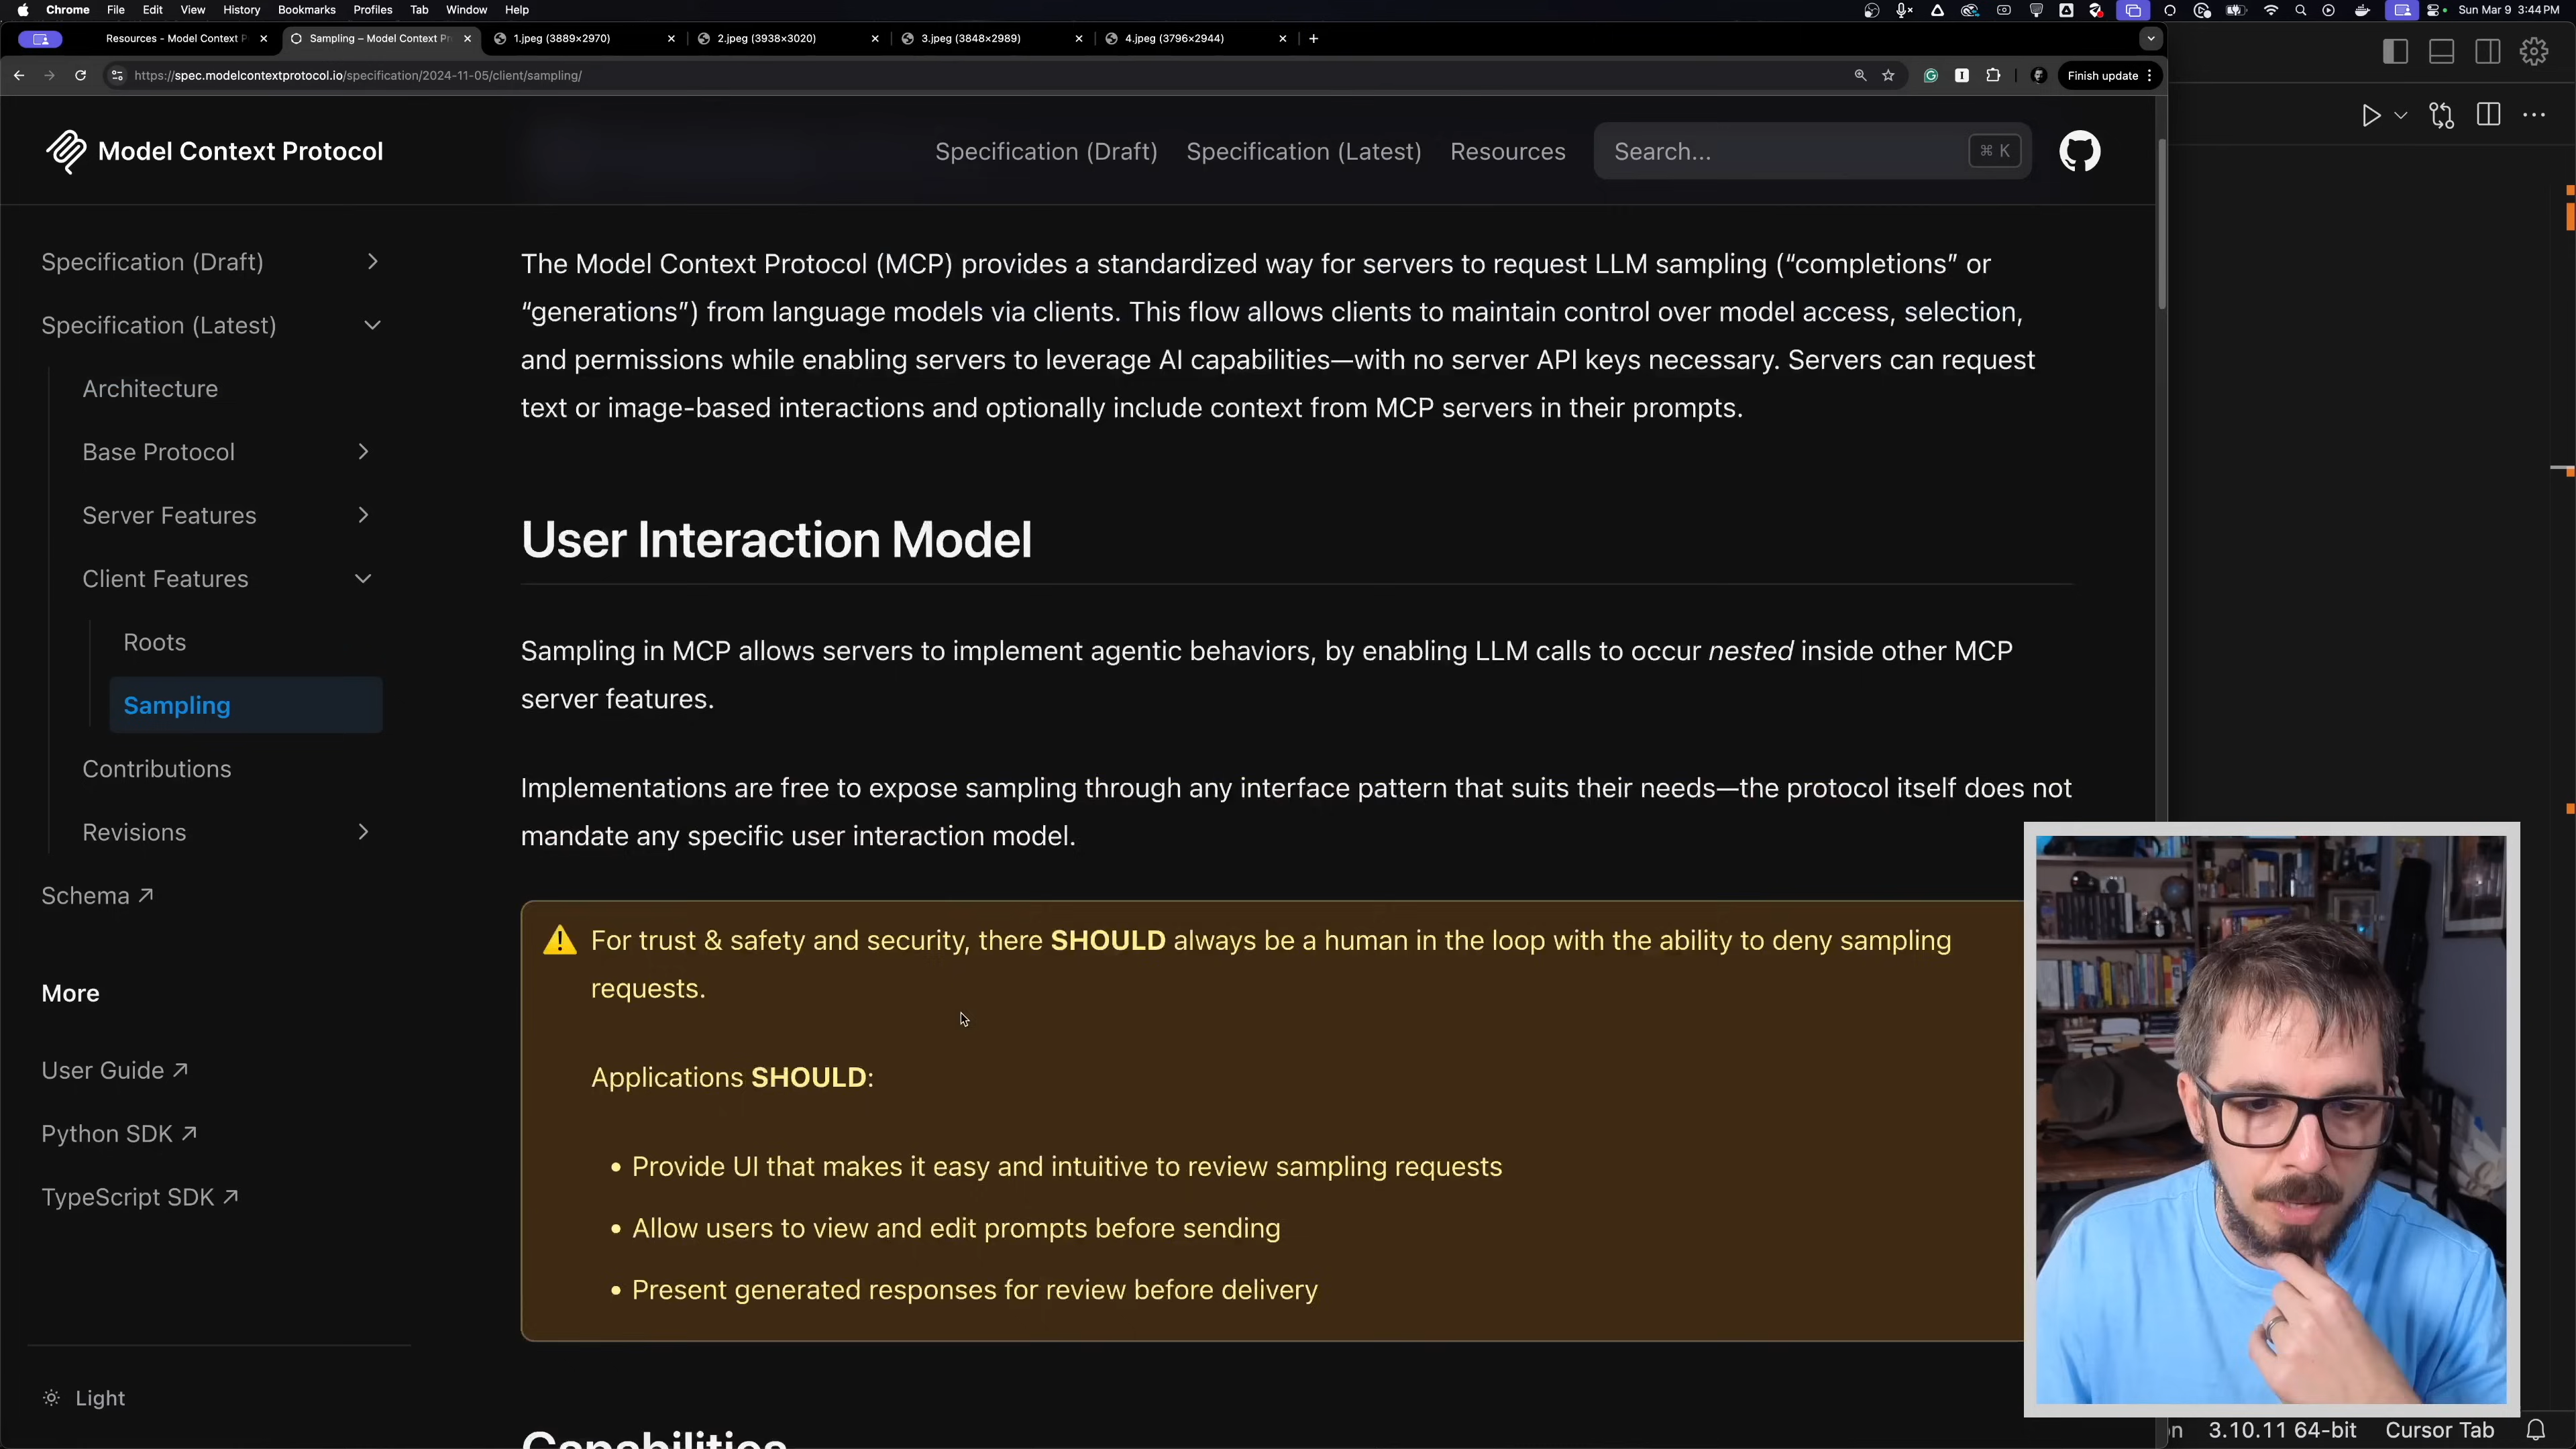 Chrome File Edit View History Bookmarks Profiles Tab Window Help
Sun Mar 9 3:44 PM
Resources - Model Context P
Sampling – Model Context Pr
1.jpeg (3889×2970)
2.jpeg (3938×3020)
3.jpeg (3848×2989)
4.jpeg (3796×2944)
https://spec.modelcontextprotocol.io/specification/2024-11-05/client/sampling/
Finish update
Model Context Protocol
Specification (Draft)
Specification (Latest)
Resources
Search...
⌘ K
Specification (Draft)
Specification (Latest)
Architecture
Base Protocol
Server Features
Client Features
Roots
Sampling
Contributions
Revisions
Schema
More
User Guide
Python SDK
TypeScript SDK
Light
The Model Context Protocol (MCP) provides a standardized way for servers to request LLM sampling (“completions” or
“generations”) from language models via clients. This flow allows clients to maintain control over model access, selection,
and permissions while enabling servers to leverage AI capabilities—with no server API keys necessary. Servers can request
text or image-based interactions and optionally include context from MCP servers in their prompts.
User Interaction Model
Sampling in MCP allows servers to implement agentic behaviors, by enabling LLM calls to occur nested inside other MCP
server features.
Implementations are free to expose sampling through any interface pattern that suits their needs—the protocol itself does not
mandate any specific user interaction model.
For trust & safety and security, there SHOULD always be a human in the loop with the ability to deny sampling
requests.
Applications SHOULD:
• Provide UI that makes it easy and intuitive to review sampling requests
• Allow users to view and edit prompts before sending
• Present generated responses for review before delivery
Capabilities
3.10.11 64-bit
Cursor Tab